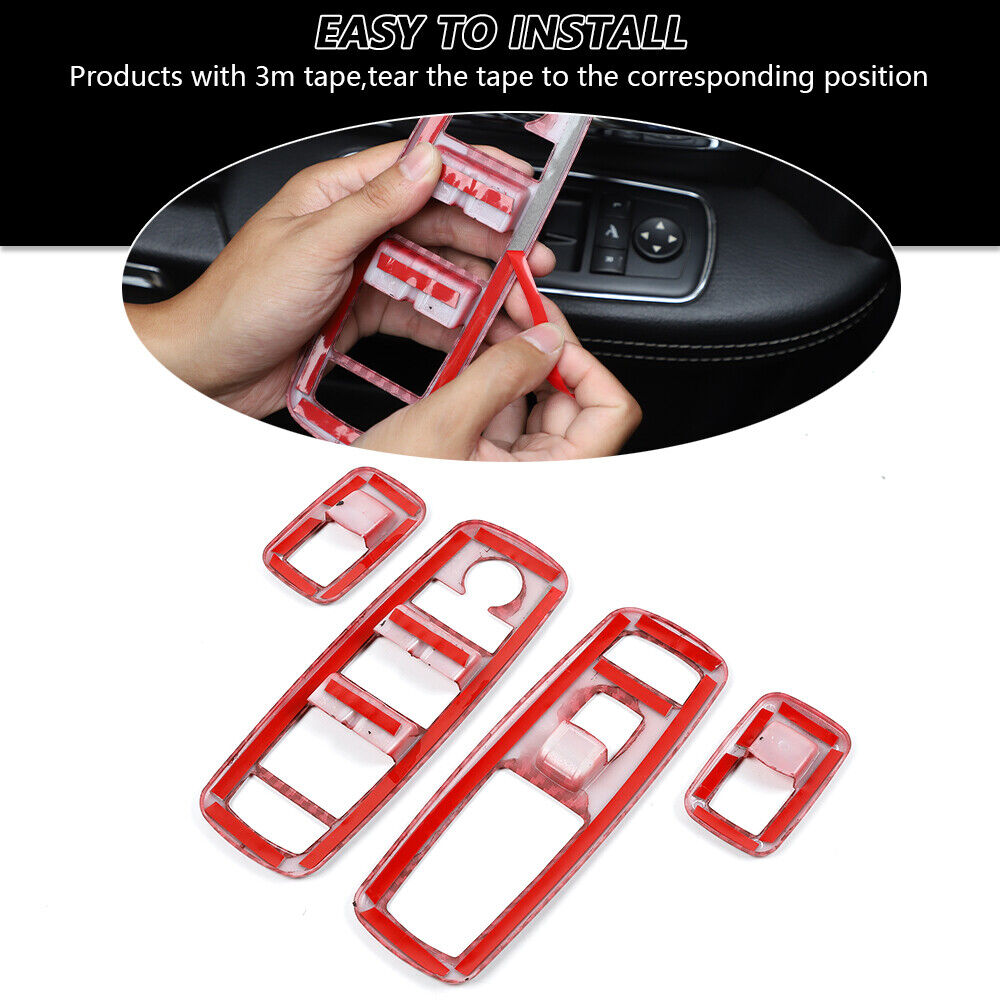 EASY TO INSTALL
Products with 3m tape,tear the tape to the corresponding position